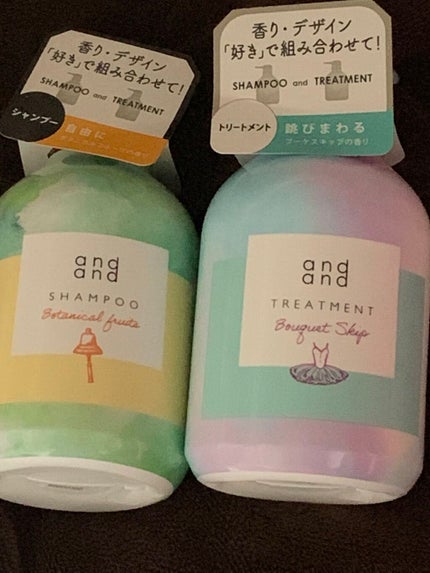 香り・デザイン
「好き」で組み合わせて!
SHAMPOO and TREATMENT
シャンプー
自由に
and
and
SHAMPOO
Botanical fruits
香り・デザイン
「好き」で組み合わせて!
SHAMPOO and TREATMENT
トリートメント
跳びまわる
ブーケスキップの香り
and
and
TREATMENT
Bouquet Skip